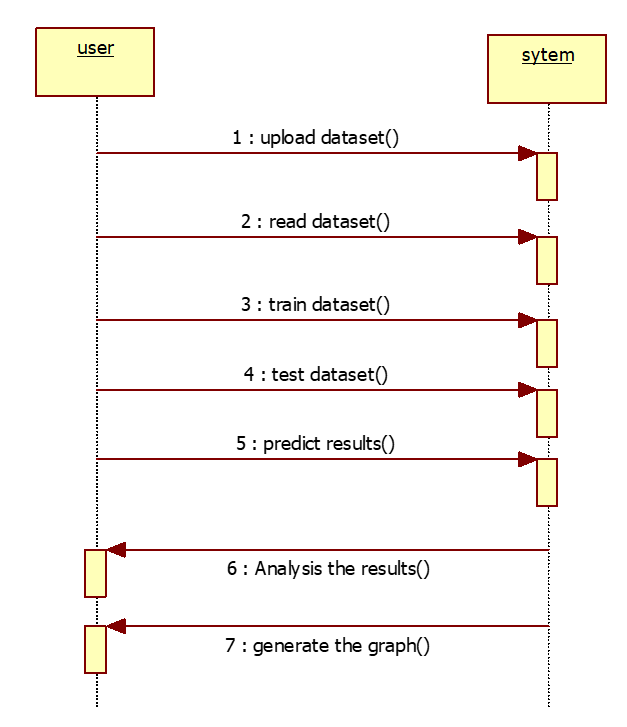 user
sytem
1 : upload dataset()
2 : read dataset()
3 : train dataset()
4 : test dataset()
5 : predict results()
6 : Analysis the results()
7 : generate the graph()